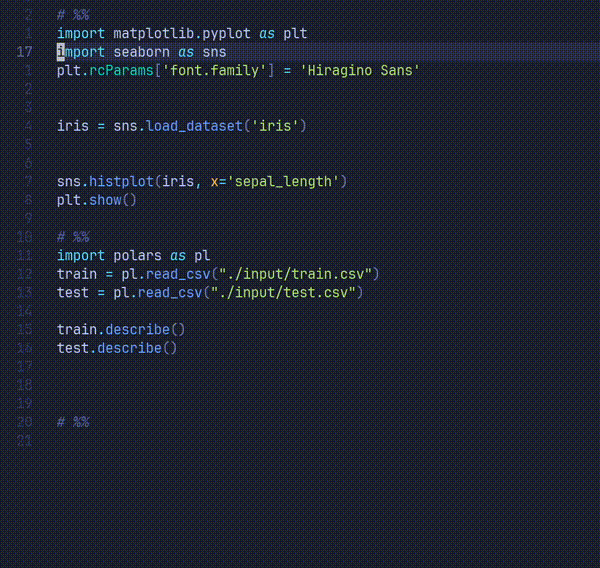 2 # %%
1 import matplotlib.pyplot as plt
17 import seaborn as sns
1 plt.rcParams['font.family'] = 'Hiragino Sans'
2
3
4 iris = sns.load_dataset('iris')
5
6
7 sns.histplot(iris, x='sepal_length')
8 plt.show()
9
10 # %%
11 import polars as pl
12 train = pl.read_csv("./input/train.csv")
13 test = pl.read_csv("./input/test.csv")
14
15 train.describe()
16 test.describe()
17
18
19
20 # %%
21